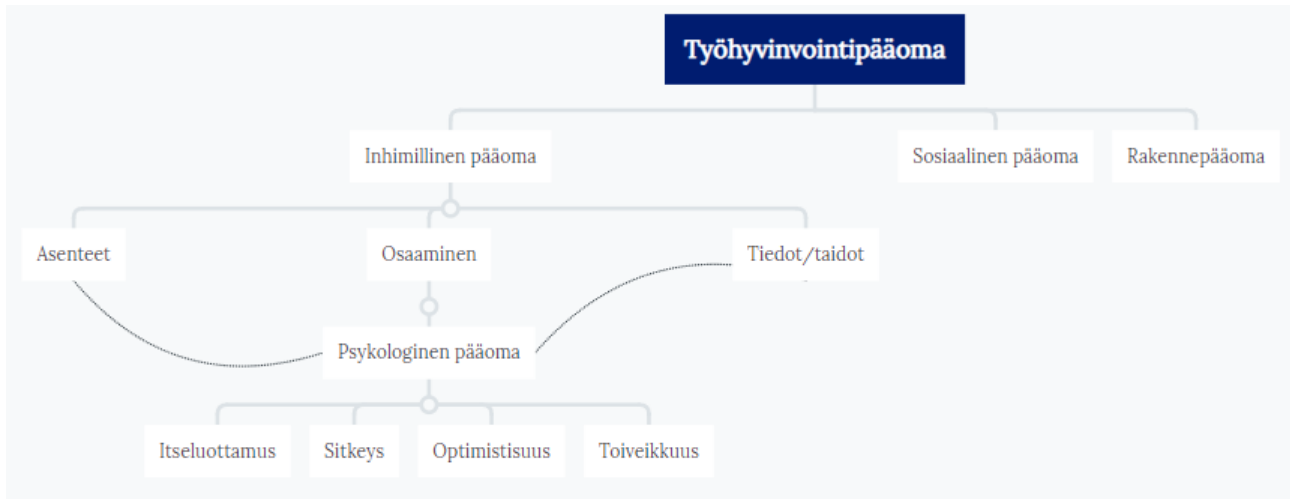 Työhyvinvointipääoma
Inhimillinen pääoma
Sosiaalinen pääoma
Rakennepääoma
Asenteet
Osaaminen
Tiedot/taidot
Psykologinen pääoma
Itseluottamus
Sitkeys
Optimistisuus
Toiveikkuus